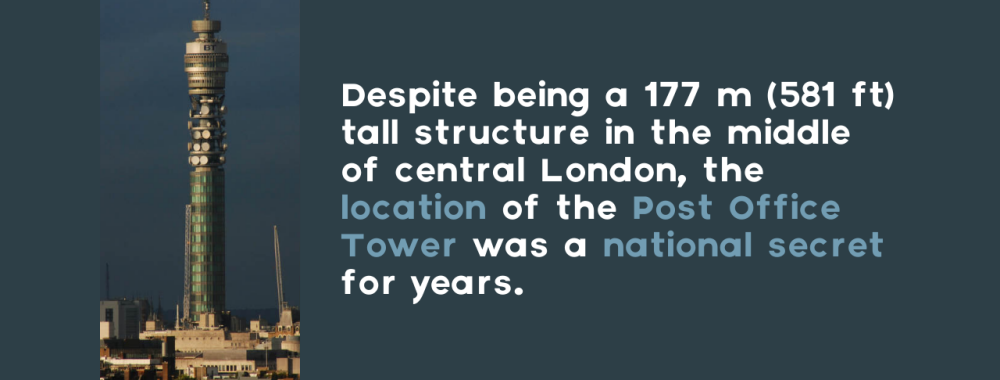 BT
Despite being a 177 m (581 ft)
tall structure in the middle
of central London, the
location of the Post Office
Tower was a national secret
for years.